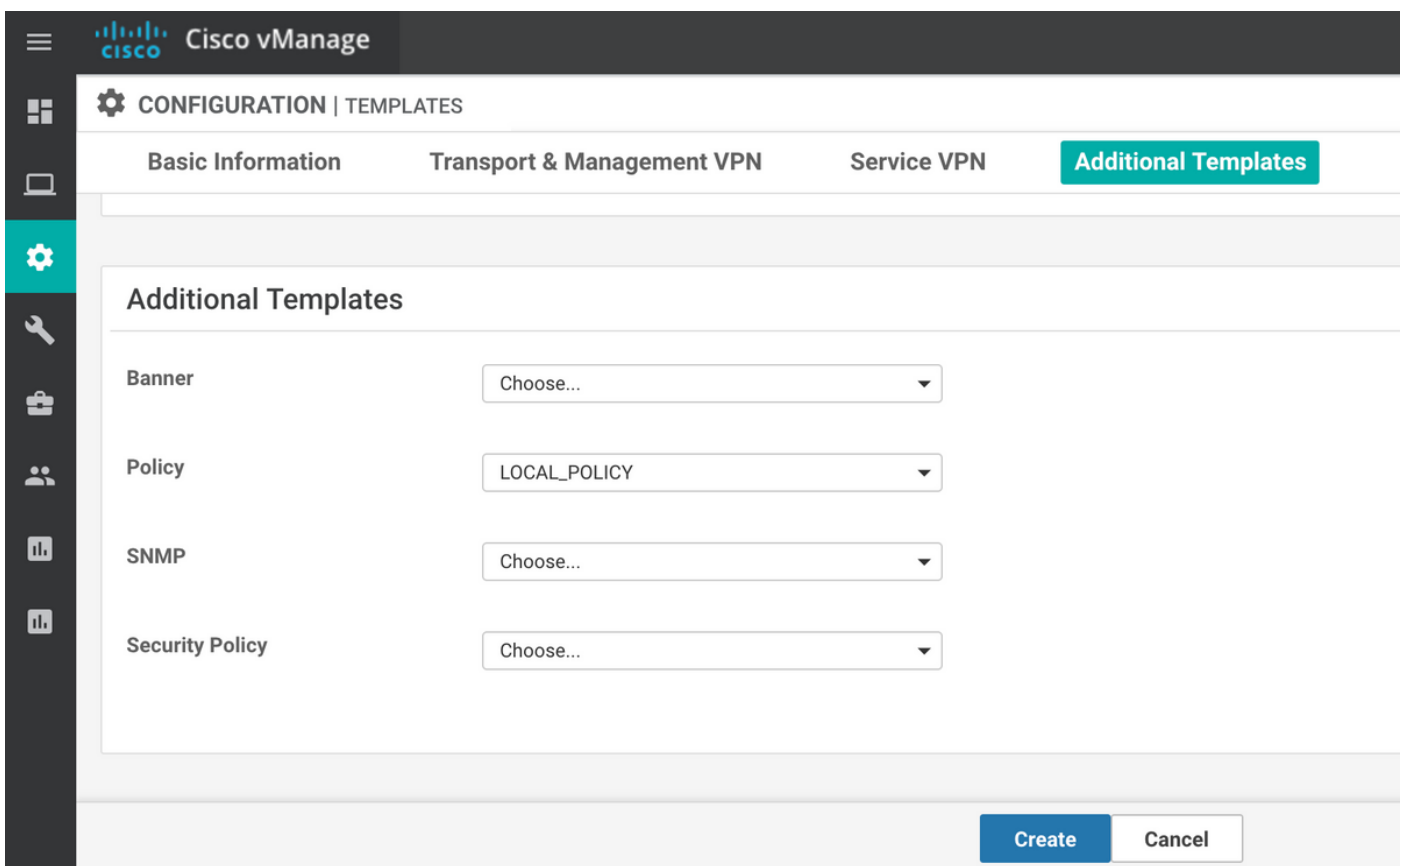 CISCO Cisco vManage
CONFIGURATION | TEMPLATES
Basic Information Transport & Management VPN Service VPN Additional Templates
Additional Templates
Banner Choose...
Policy LOCAL_POLICY
SNMP Choose...
Security Policy Choose...
Create Cancel